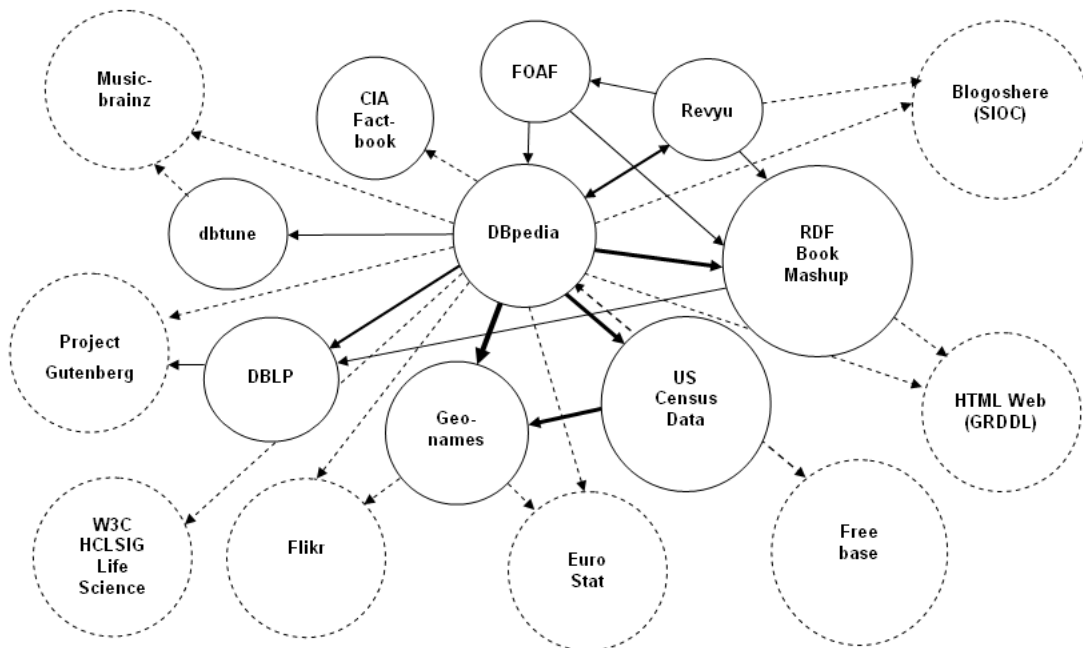 Music-
brainz
CIA
Fact-
book
FOAF
Revyu
Blogoshere
(SIOC)
dbtune
DBpedia
RDF
Book
Mashup
Project
Gutenberg
DBLP
Geo-
names
US
Census
Data
HTML Web
(GRDDL)
W3C
HCLSIG
Life
Science
Flikr
Euro
Stat
Free
base